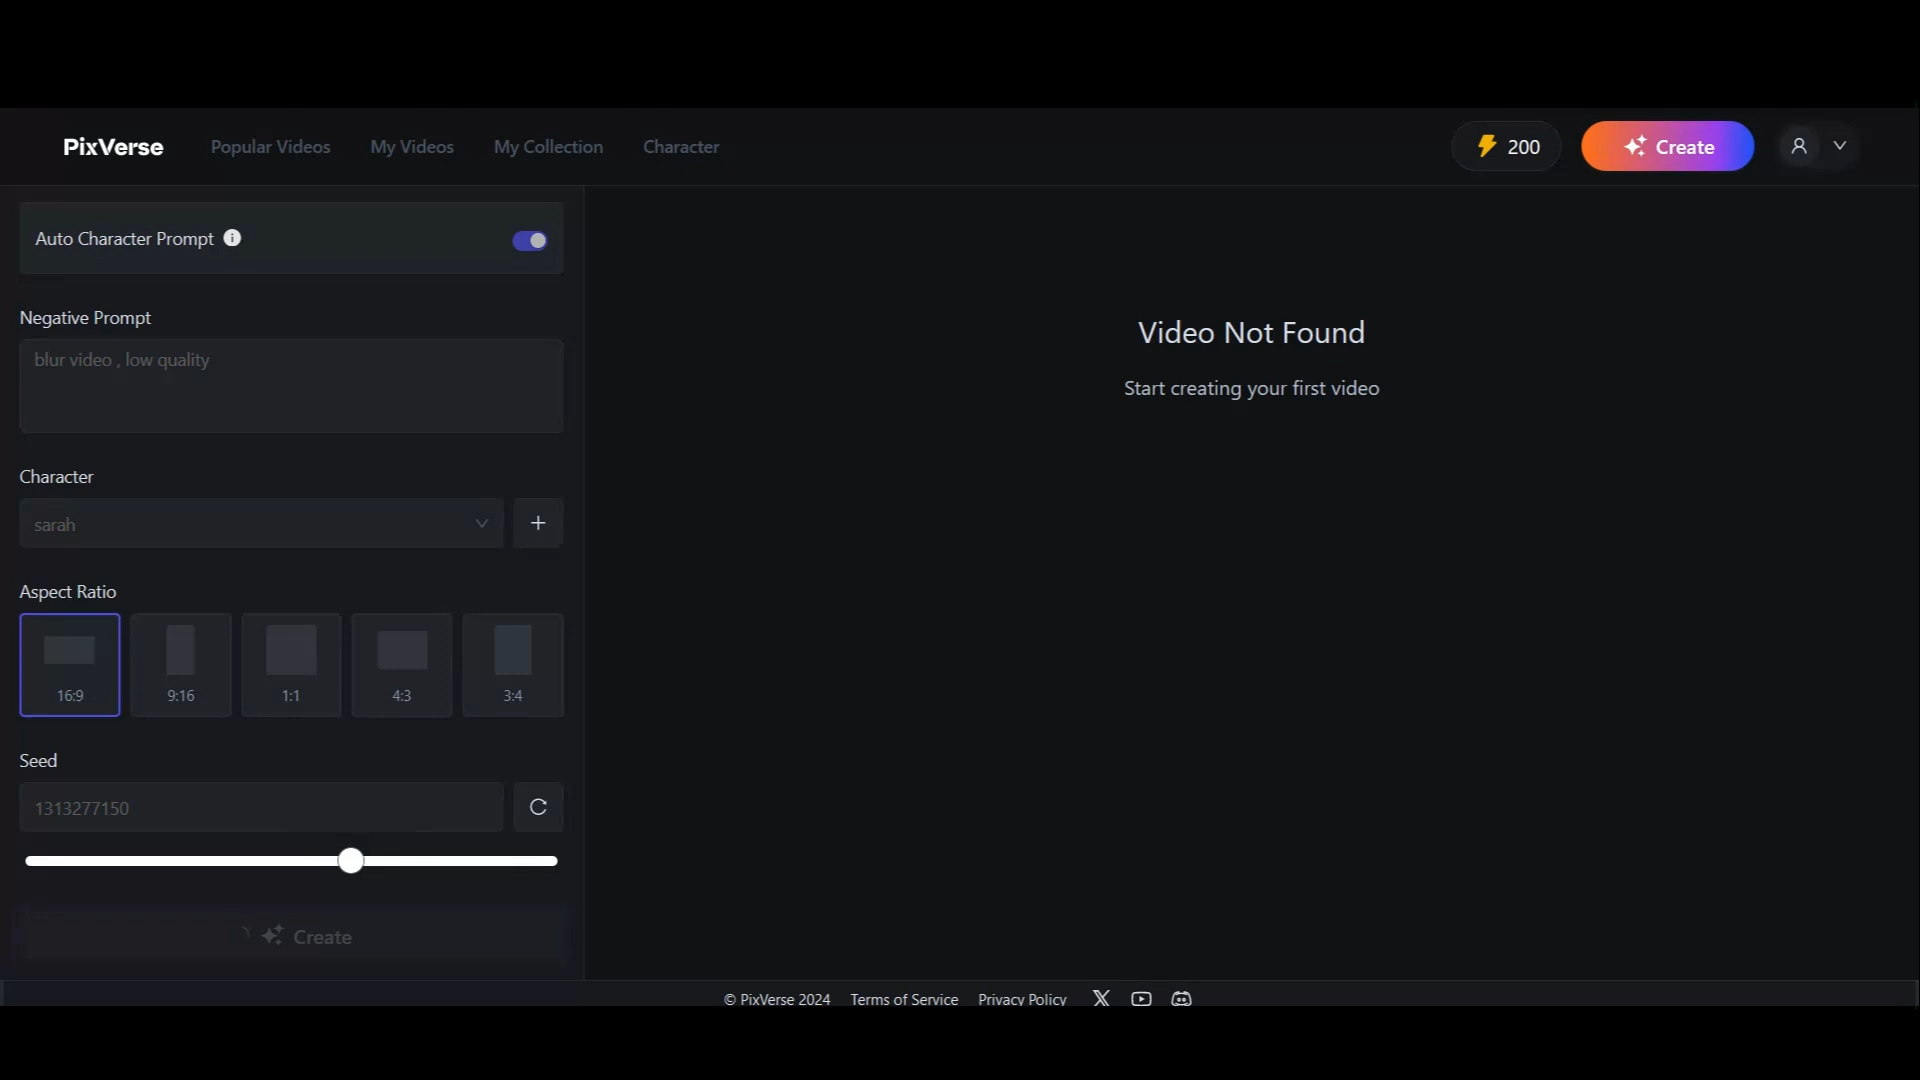 PixVerse Popular Videos My Videos My Collection Character 200 Create
Auto Character Prompt
Negative Prompt
blur video , low quality
Character
sarah
Aspect Ratio
16:9 9:16 1:1 4:3 3:4
Seed
1313277150
Create
Video Not Found
Start creating your first video
© PixVerse 2024 Terms of Service Privacy Policy